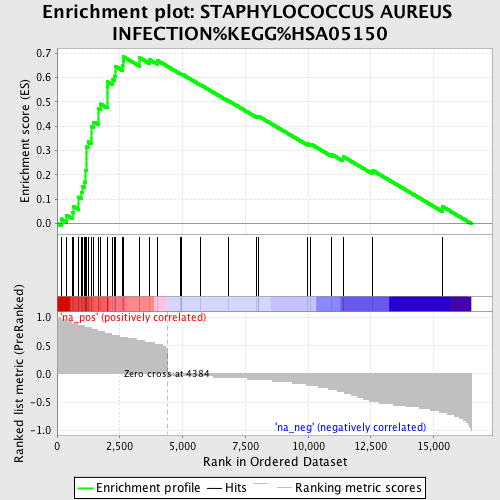 Enrichment plot: STAPHYLOCOCCUS AUREUS
INFECTION%KEGG%HSA05150
Enrichment score (ES)
0.7
0.6
0.5
0.4
0.3
0.2
0.1
0.0
Ranked list metric (PreRanked)
1.0
0.5
0.0
-0.5
-1.0
'na_pos' (positively correlated)
Zero cross at 4384
'na_neg' (negatively correlated)
0
2,500
5,000
7,500
10,000
12,500
15,000
Rank in Ordered Dataset
Enrichment profile
Hits
Ranking metric scores